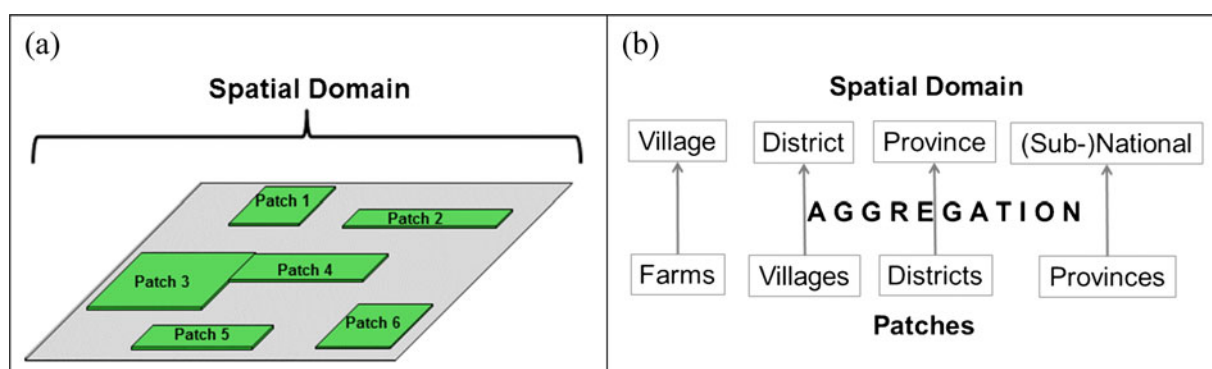 (a)
Spatial Domain
Patch 1
Patch 2
Patch 3
Patch 4
Patch 5
Patch 6
(b)
Spatial Domain
Village District Province (Sub-)National
AGGREGATION
Farms Villages Districts Provinces
Patches